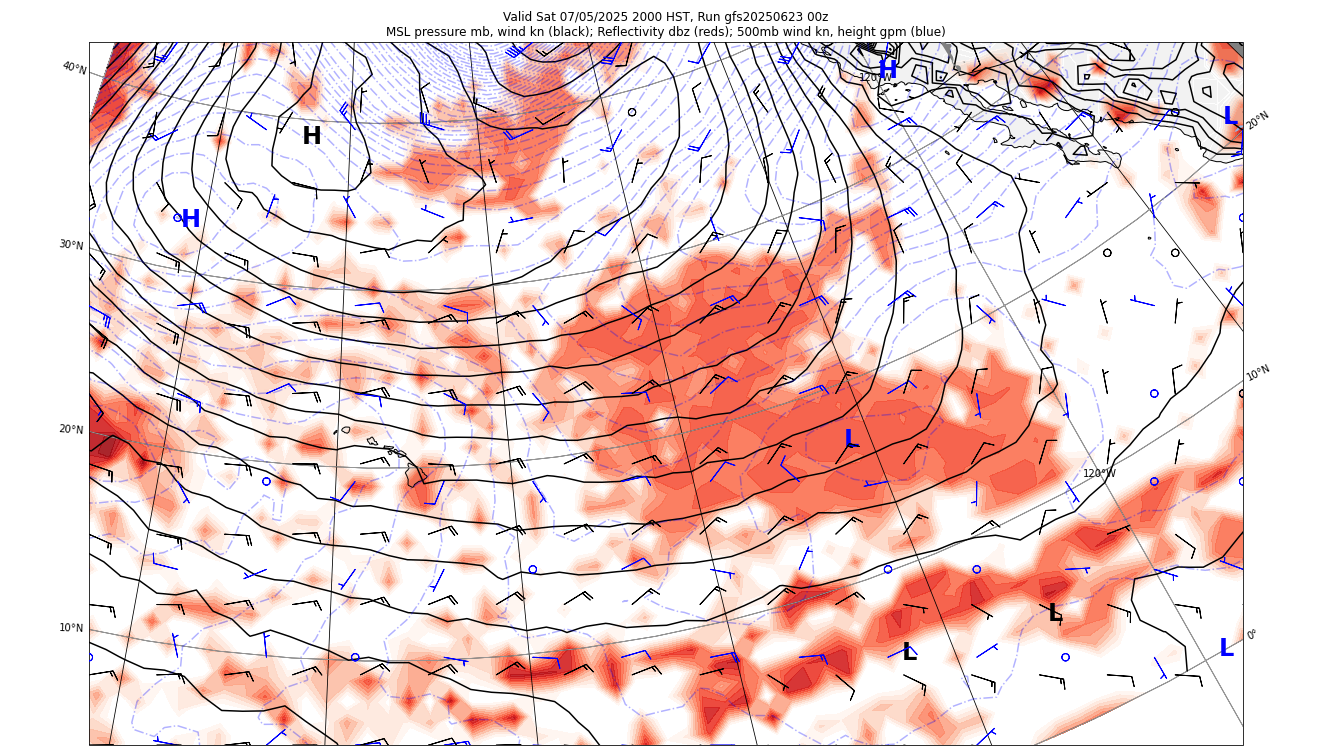 Valid Sat 07/05/2025 2000 HST, Run gfs20250623 00z
MSL pressure mb, wind kn (black); Reflectivity dbz (reds); 500mb wind kn, height gpm (blue)
40°N
H
120°W
L
20°N
H
H
30°N
10°N
20°N
L
120°W
10°N
L
0°
L
L